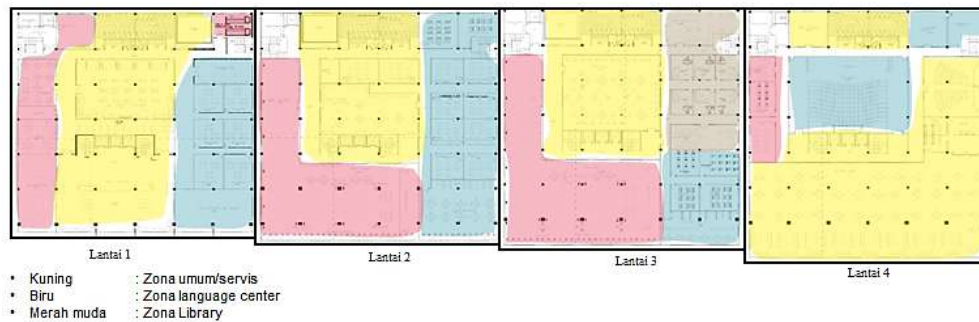 Lantai 1
Lantai 2
Lantai 3
Lantai 4
• Kuning : Zona umum/servis
• Biru : Zona language center
• Merah muda : Zona Library